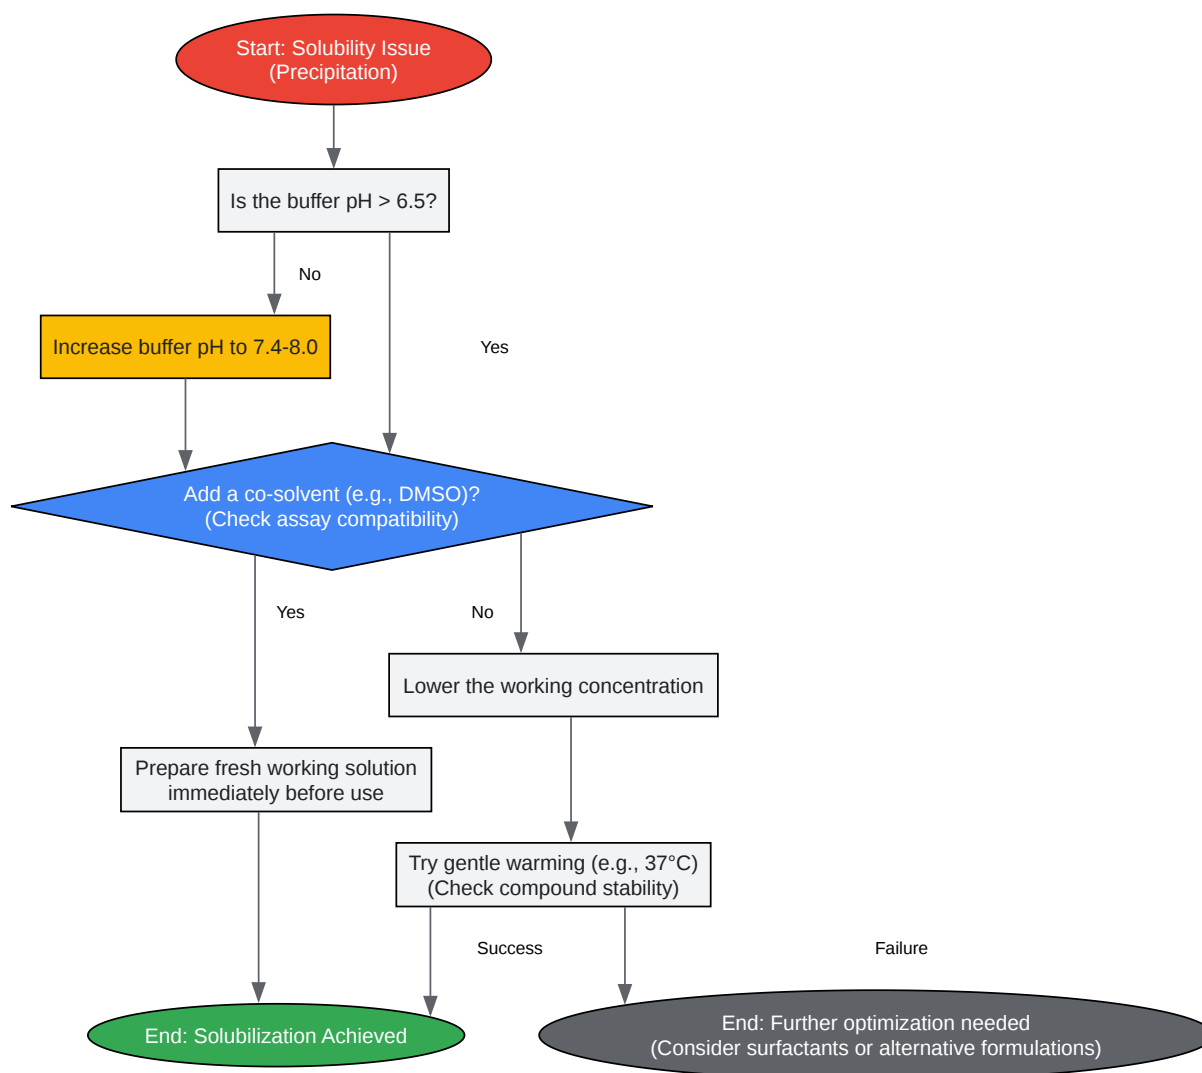 Start: Solubility Issue
(Precipitation)
Is the buffer pH > 6.5?
No
Increase buffer pH to 7.4-8.0
Yes
Add a co-solvent (e.g., DMSO)?
(Check assay compatibility)
Yes
No
Lower the working concentration
Prepare fresh working solution
immediately before use
Try gentle warming (e.g., 37°C)
(Check compound stability)
Success
Failure
End: Solubilization Achieved
End: Further optimization needed
(Consider surfactants or alternative formulations)